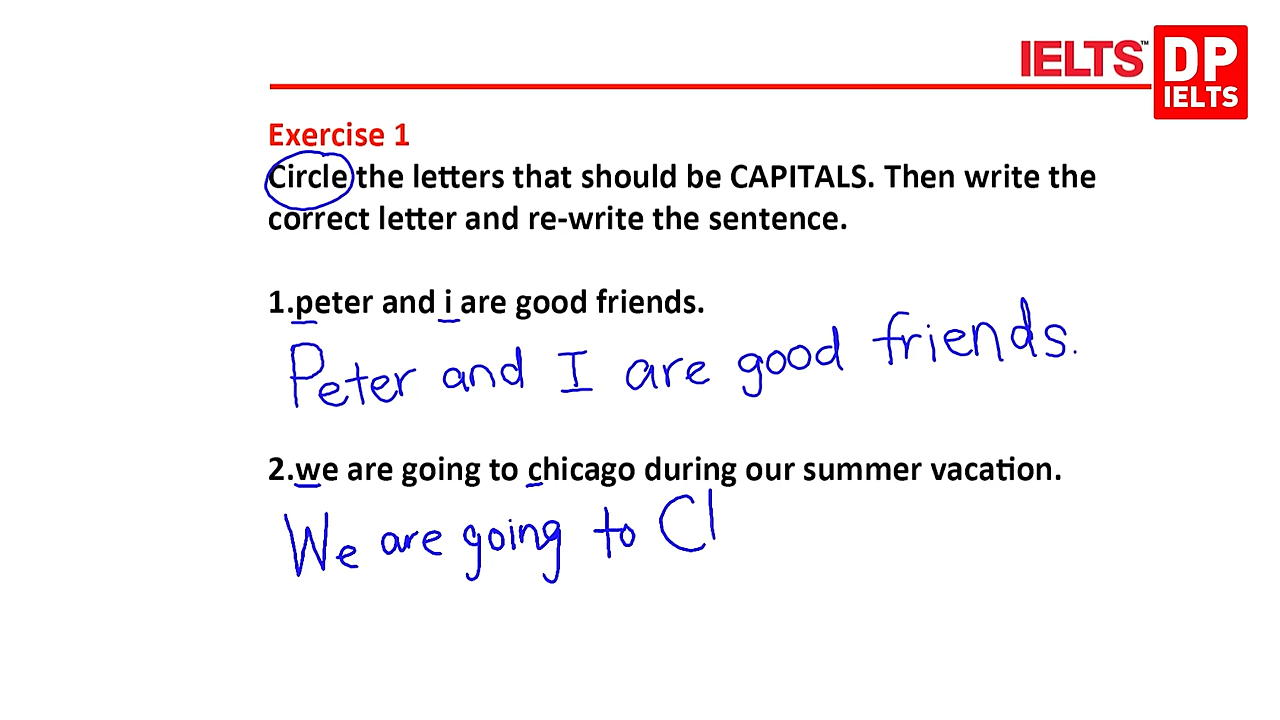 IELTS™ DP
IELTS
Exercise 1
Circle the letters that should be CAPITALS. Then write the
correct letter and re-write the sentence.
1.peter and i are good friends.
Peter and I are good friends.
2.we are going to chicago during our summer vacation.
We are going to Cl